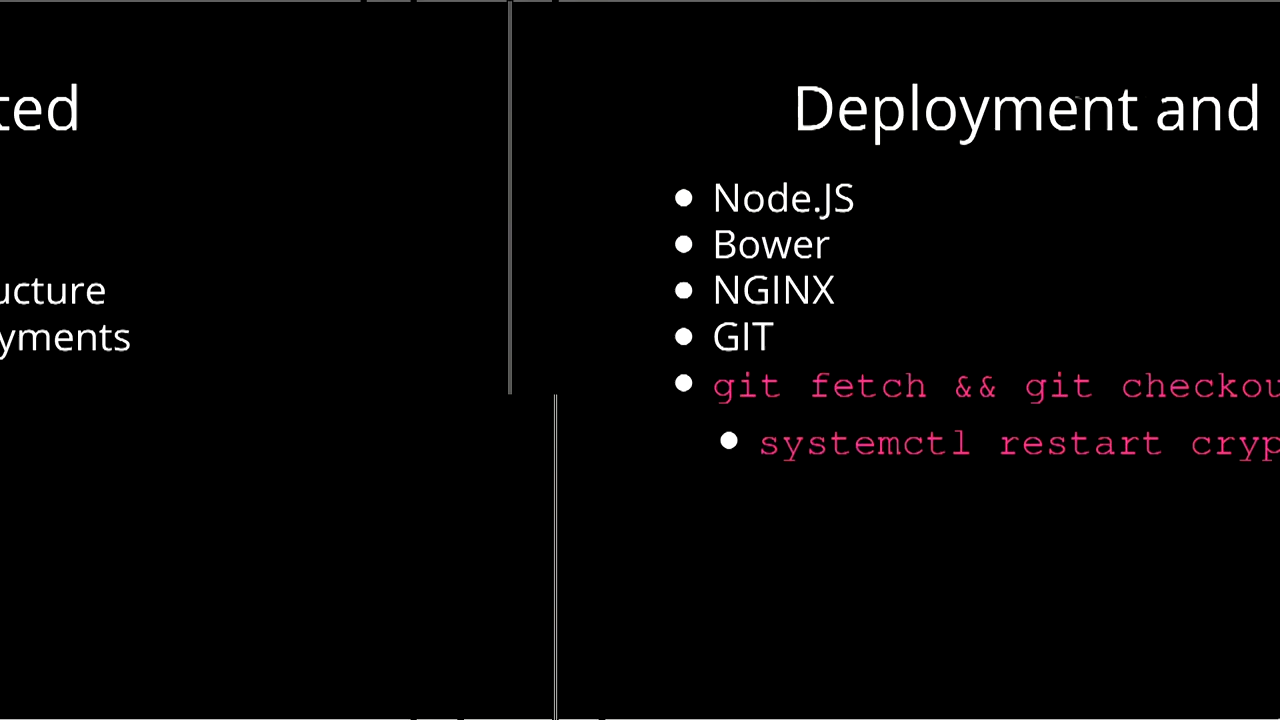 ted
ucture
yments
Deployment and
Node.JS
Bower
NGINX
GIT
git fetch && git checkou
systemctl restart cryp